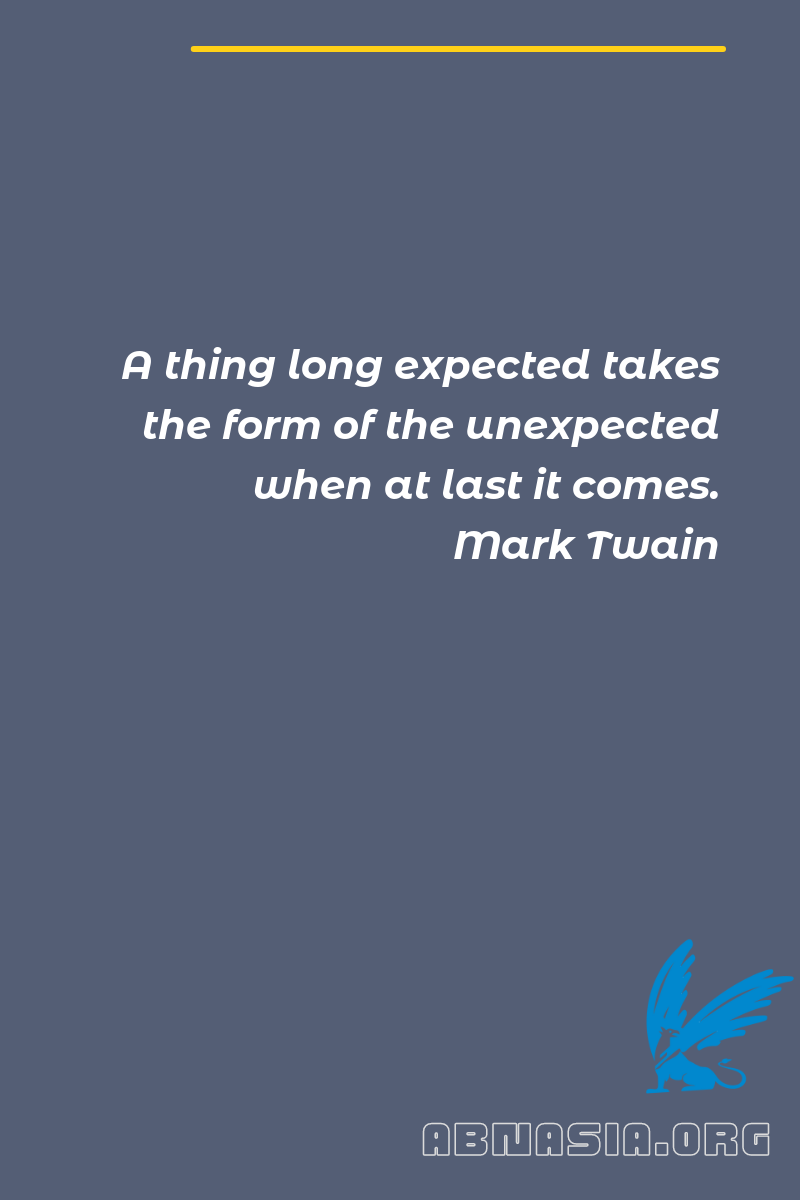 A thing long expected takes
the form of the unexpected
when at last it comes.
Mark Twain
ABNASIA.ORG